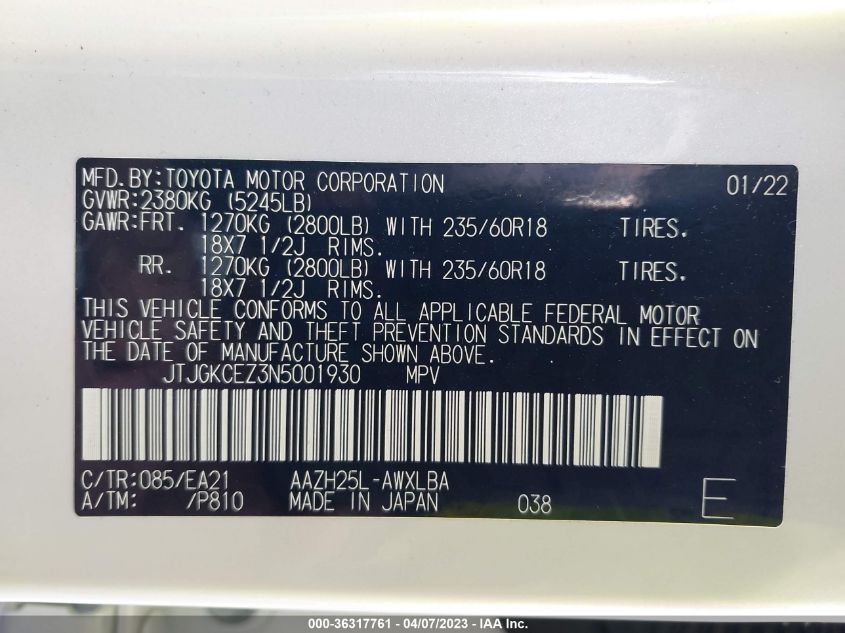 MFD.BY:TOYOTA MOTOR CORPORATION 01/22
GVWR:2380KG (5245LB)
GAWR:FRT. 1270KG (2800LB) WITH 235/60R18 TIRES.
18X7 1/2J RIMS.
RR. 1270KG (2800LB) WITH 235/60R18 TIRES.
18X7 1/2J RIMS.
THIS VEHICLE CONFORMS TO ALL APPLICABLE FEDERAL MOTOR
VEHICLE SAFETY AND THEFT PREVENTION STANDARDS IN EFFECT ON
THE DATE OF MANUFACTURE SHOWN ABOVE.
JTJGKCEZ3N5001930 MPV
C/TR:085/EA21 AAZH25L-AWXLBA
A/TM: /P810 MADE IN JAPAN 038 E
000-36317761 - 04/07/2023 - IAA Inc.